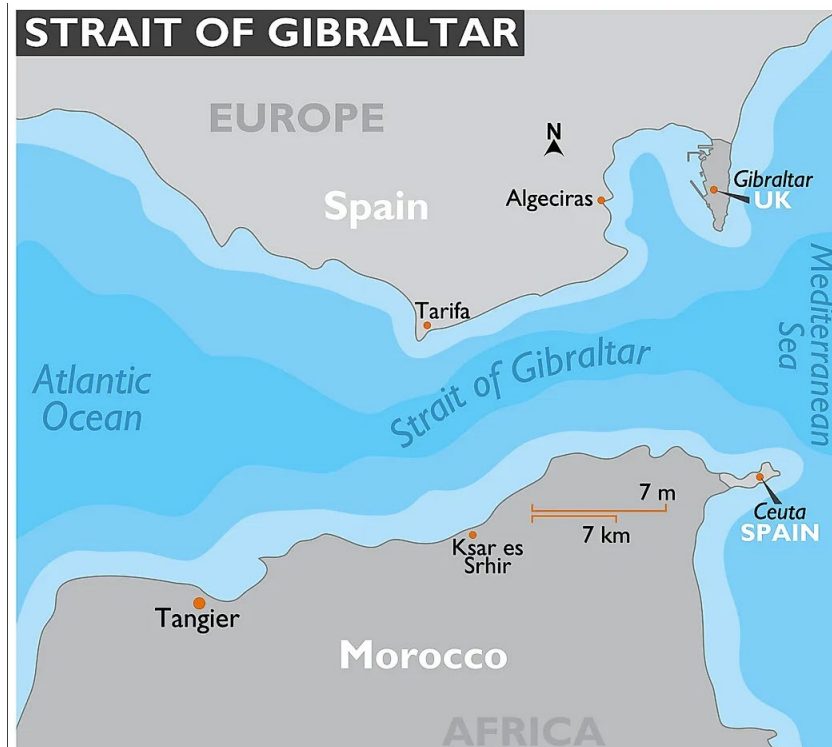 STRAIT OF GIBRALTAR
EUROPE
N
Spain
Algeciras
Gibraltar
UK
Tarifa
Mediterranean
Sea
Strait of Gibraltar
Atlantic
Ocean
7 m
7 km
Ceuta
SPAIN
Ksar es
Srhir
Tangier
Morocco
AFRICA